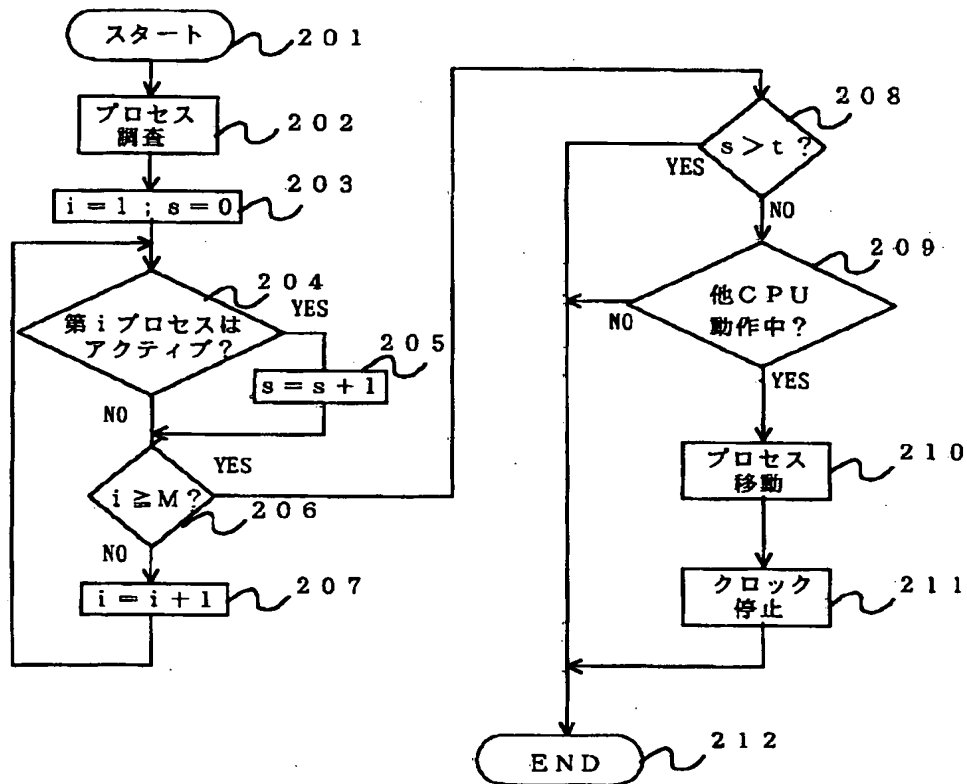 スタート
201
プロセス
調査
202
i=1;s=0
203
第iプロセスは
アクティブ?
204
YES
s=s+1
205
NO
i≧M?
YES
206
NO
i=i+1
207
s>t?
208
YES
NO
他CPU
動作中?
209
NO
YES
プロセス
移動
210
クロック
停止
211
END
212